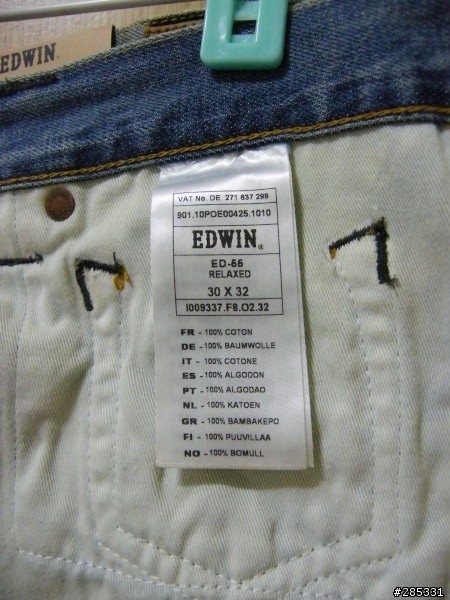 EDWIN
VAT No. DE 271 637 299
901.10POE00425.1010
EDWIN®
ED-55
RELAXED
30 X 32
I009337.F8.O2.32
FR - 100% COTON
DE - 100% BAUMWOLLE
IT - 100% COTONE
ES - 100% ALGODON
PT - 100% ALGODAO
NL - 100% KATOEN
GR - 100% BAMBAKEPO
FI - 100% PUUVILLAA
NO - 100% BOMULL
#285331